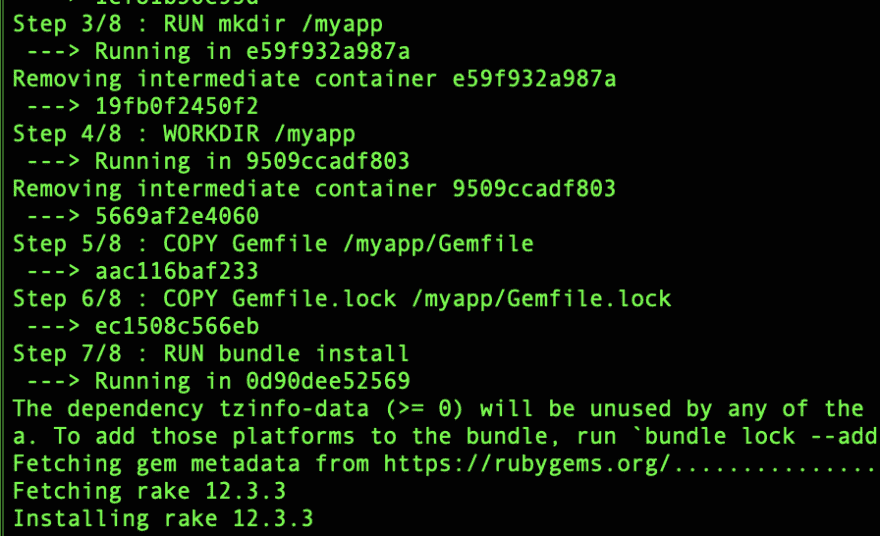 Step 3/8 : RUN mkdir /myapp
---> Running in e59f932a987a
Removing intermediate container e59f932a987a
---> 19fb0f2450f2
Step 4/8 : WORKDIR /myapp
---> Running in 9509ccadf803
Removing intermediate container 9509ccadf803
---> 5669af2e4060
Step 5/8 : COPY Gemfile /myapp/Gemfile
---> aac116baf233
Step 6/8 : COPY Gemfile.lock /myapp/Gemfile.lock
---> ec1508c566eb
Step 7/8 : RUN bundle install
---> Running in 0d90dee52569
The dependency tzinfo-data (>= 0) will be unused by any of the
a. To add those platforms to the bundle, run `bundle lock --add
Fetching gem metadata from https://rubygems.org/...............
Fetching rake 12.3.3
Installing rake 12.3.3